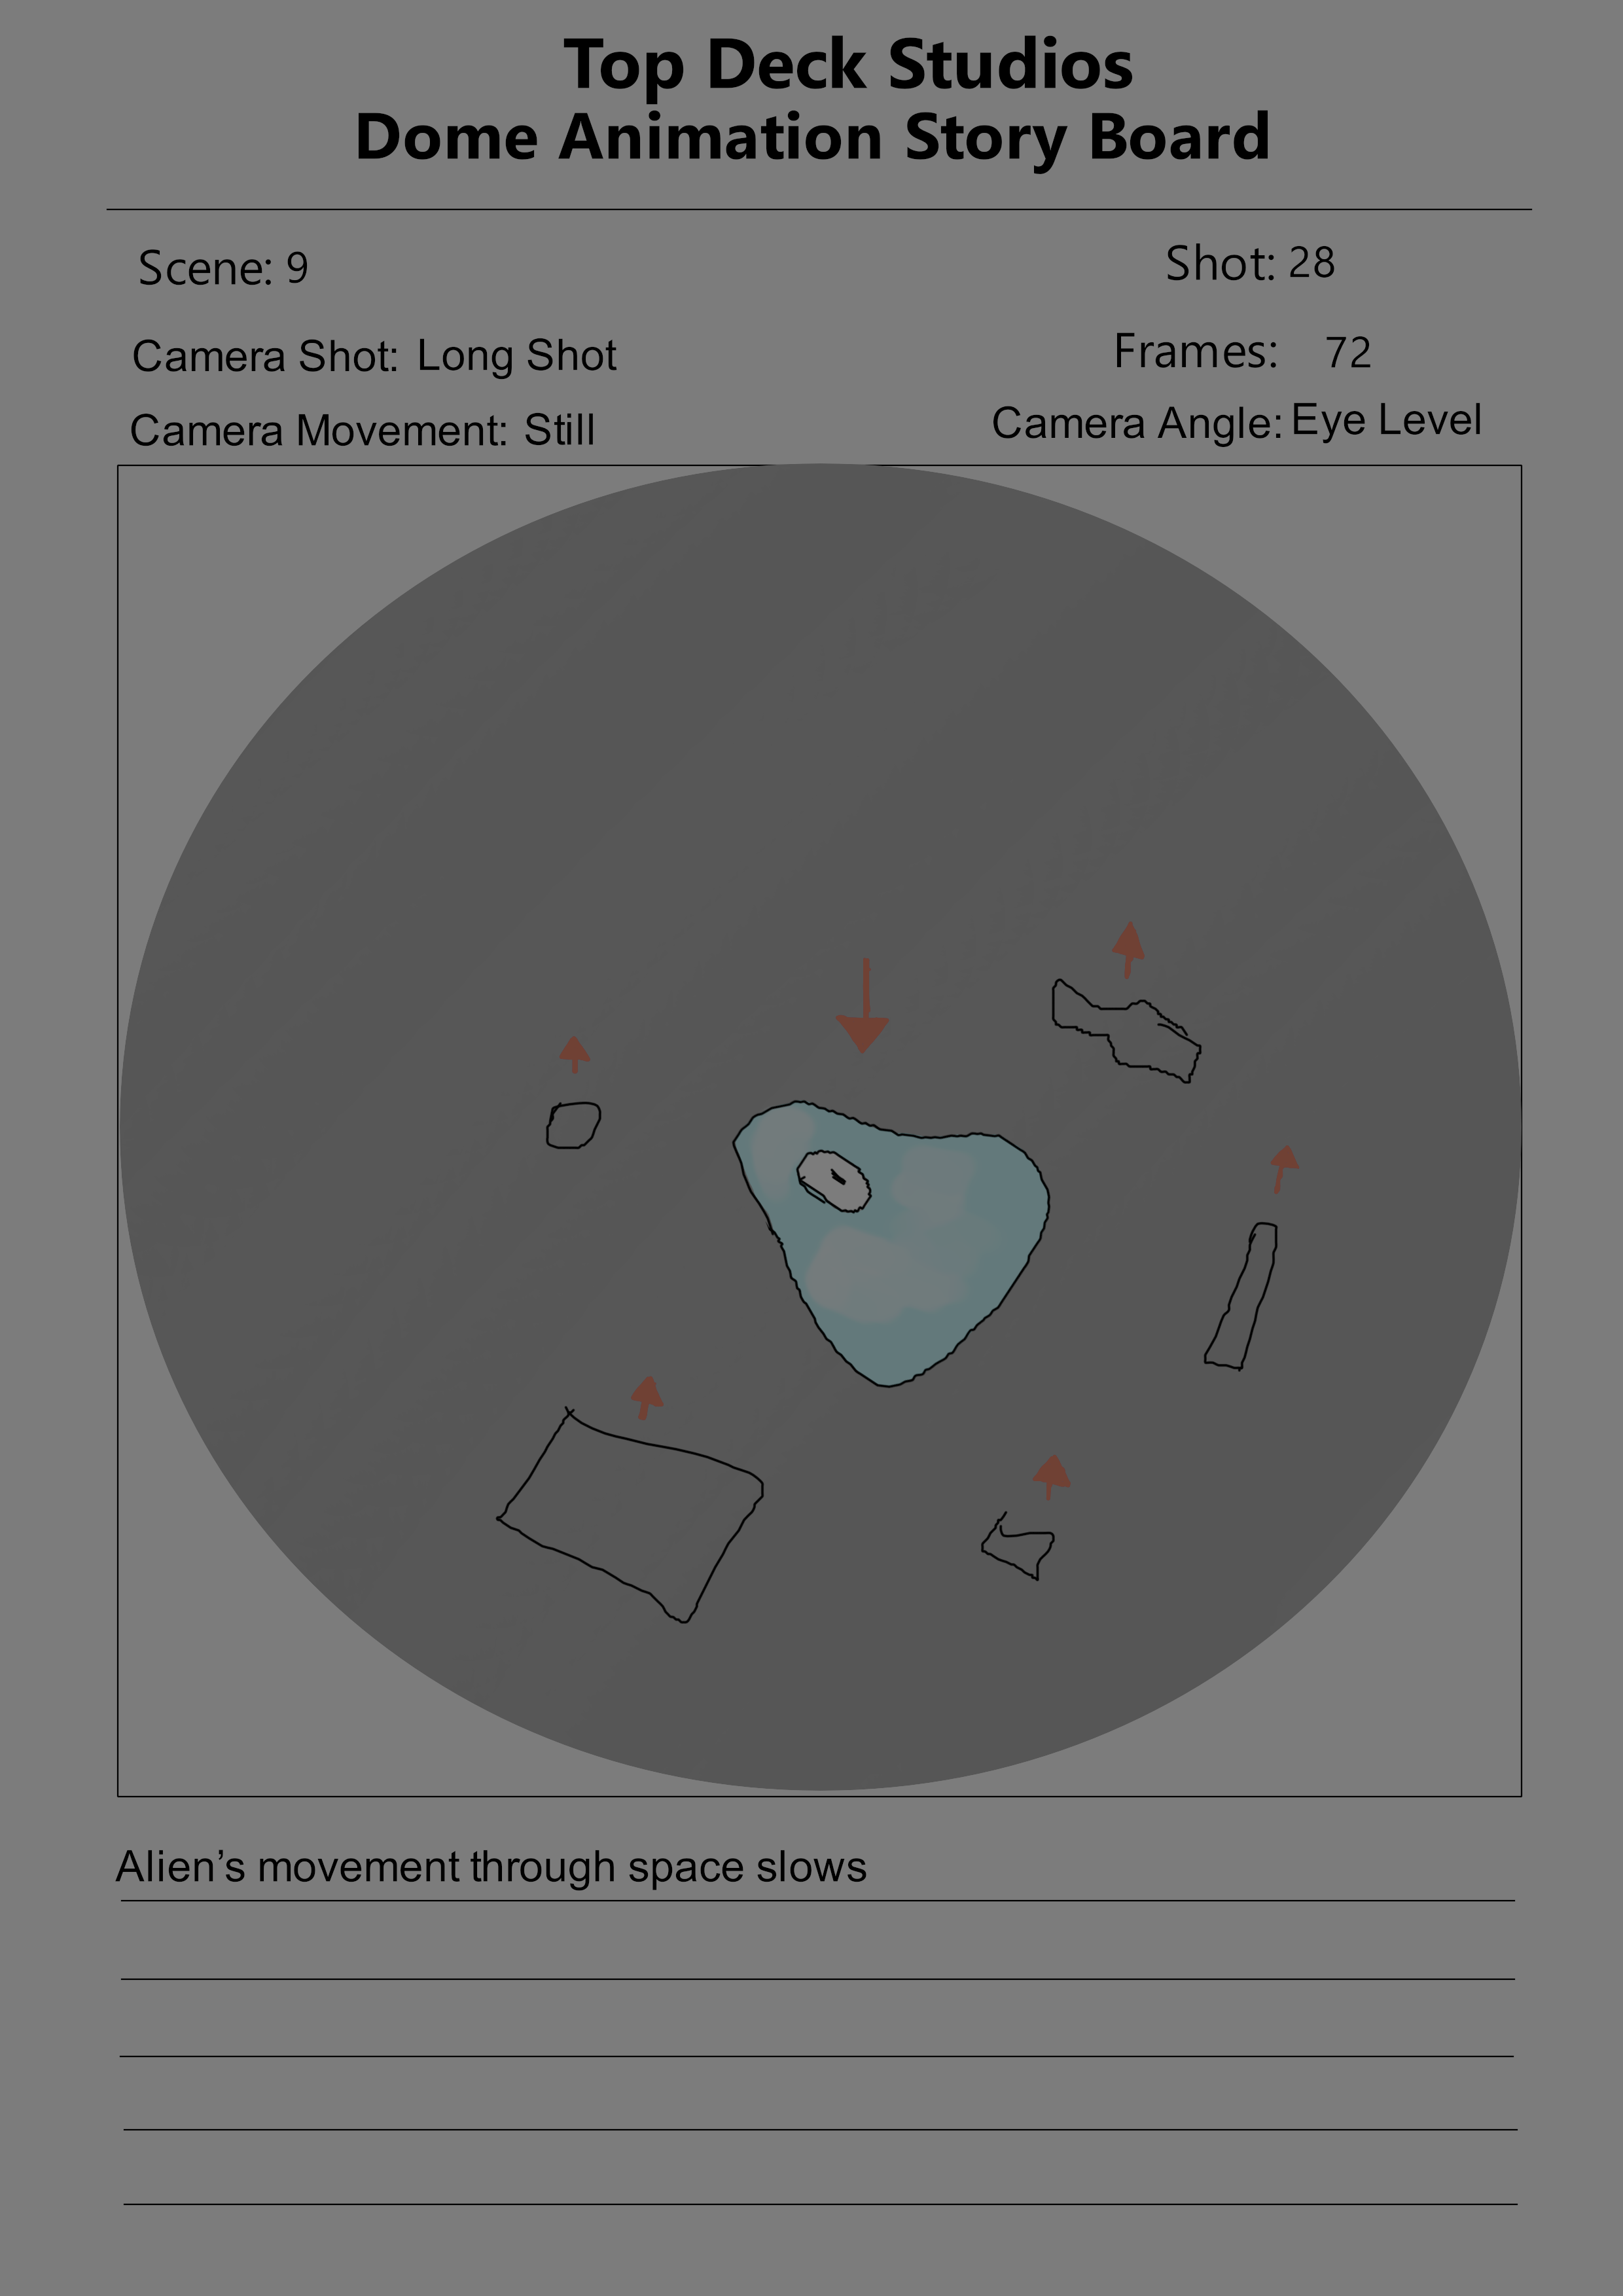 Top Deck Studios
Dome Animation Story Board
Scene: 9 Shot: 28
Camera Shot: Long Shot Frames: 72
Camera Movement: Still Camera Angle: Eye Level
Alien’s movement through space slows